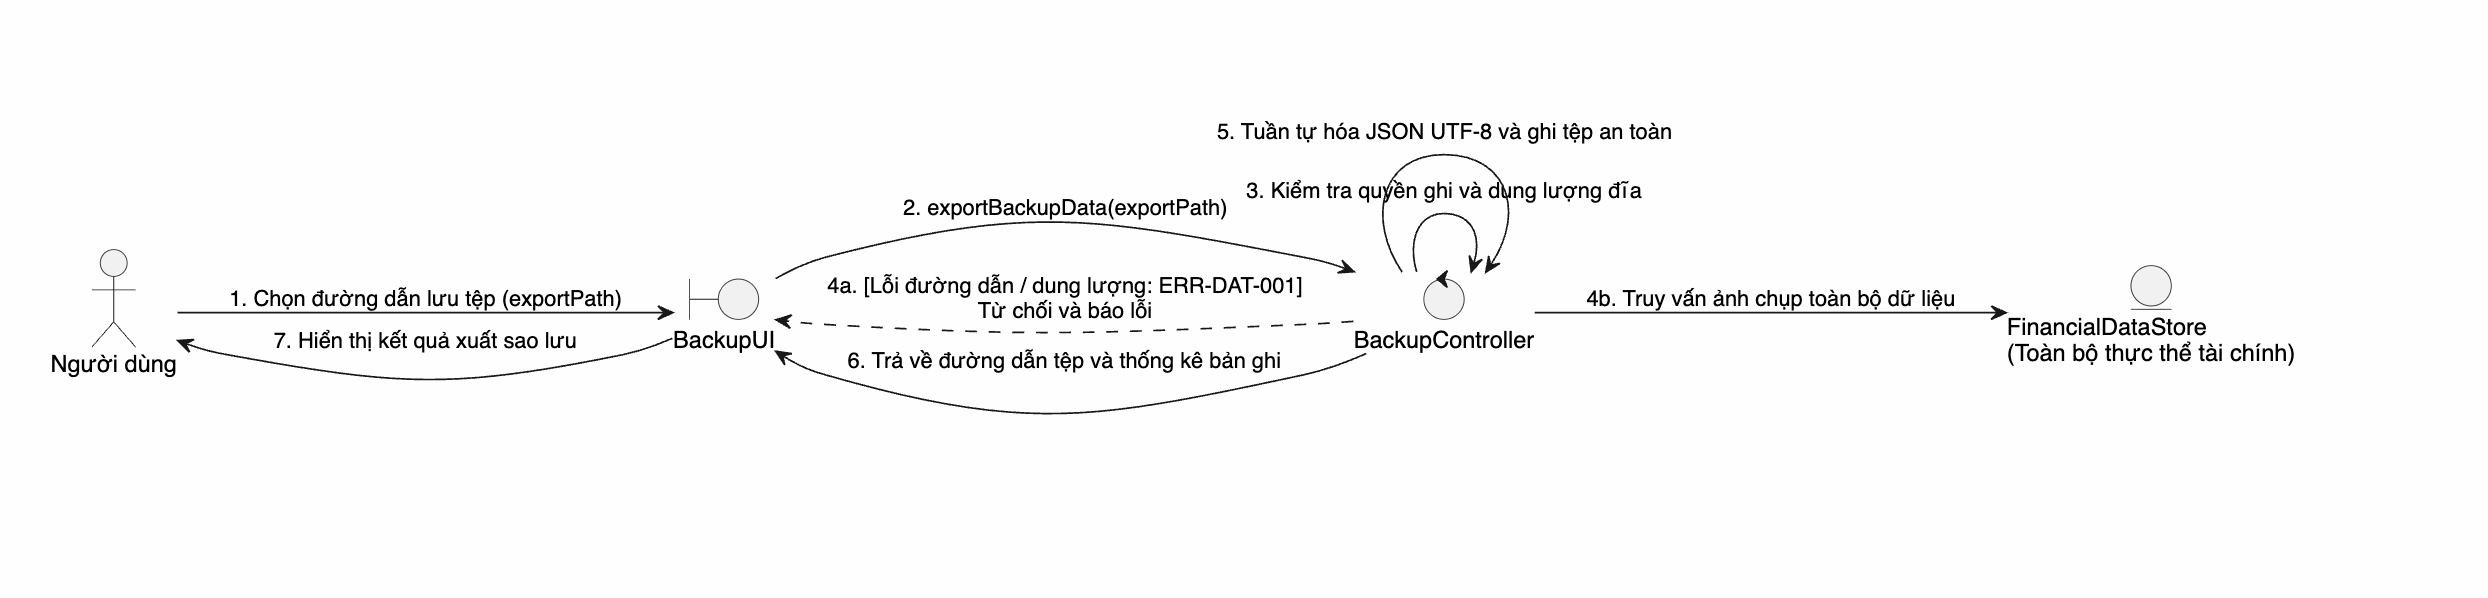 5. Tuần tự hóa JSON UTF-8 và ghi tệp an toàn
3. Kiểm tra quyền ghi và dung lượng đĩa
2. exportBackupData(exportPath)
4a. [Lỗi đường dẫn / dung lượng: ERR-DAT-001]
Từ chối và báo lỗi
1. Chọn đường dẫn lưu tệp (exportPath)
4b. Truy vấn ảnh chụp toàn bộ dữ liệu
7. Hiển thị kết quả xuất sao lưu
6. Trả về đường dẫn tệp và thống kê bản ghi
Người dùng
BackupUI
BackupController
FinancialDataStore
(Toàn bộ thực thể tài chính)